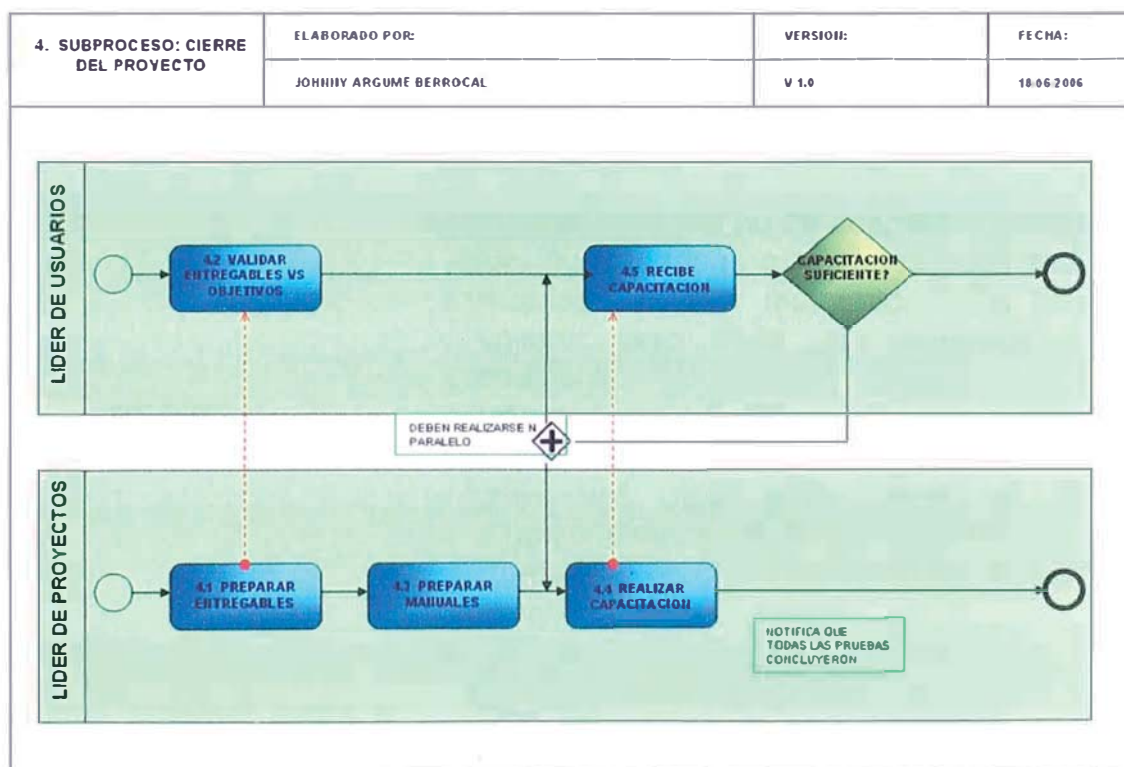 4. SUBPROCESO: CIERRE
DEL PROYECTO
ELABORADO POR:
VERSION:
FECHA:
JOHNNY ARGUME BERROCAL
V 1.0
18.06.2006
LIDER DE USUARIOS
4.2 VALIDAR
ENTREGABLES VS
OBJETIVOS
4.5 RECIBE
CAPACITACION
CAPACITACION
SUFICIENTE?
DEBEN REALIZARSE N
PARALELO
LIDER DE PROYECTOS
4.1 PREPARAR
ENTREGABLES
4.3 PREPARAR
MANUALES
4.4 REALIZAR
CAPACITACION
NOTIFICA QUE
TODAS LAS PRUEBAS
CONCLUYERON